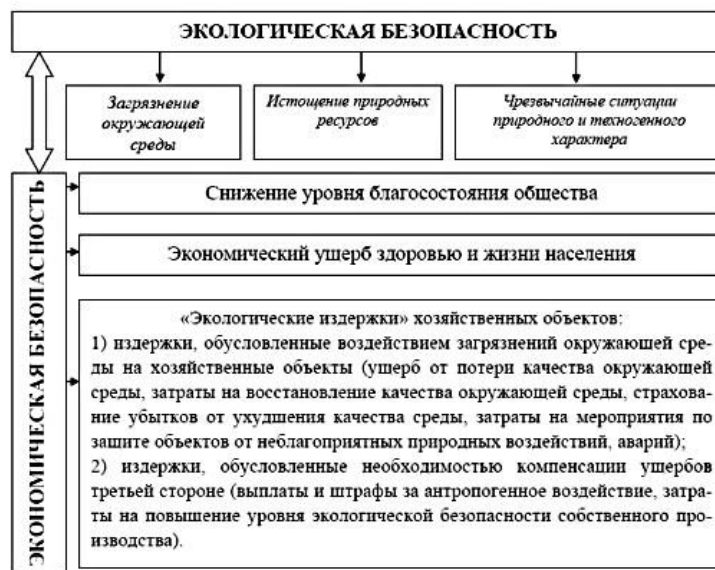 ЭКОЛОГИЧЕСКАЯ БЕЗОПАСНОСТЬ
Загрязнение
окружающей
среды
Истощение природных
ресурсов
Чрезвычайные ситуации
природного и техногенного
характера
ЭКОНОМИЧЕСКАЯ БЕЗОПАСНОСТЬ
Снижение уровня благосостояния общества
Экономический ущерб здоровью и жизни населения
«Экологические издержки» хозяйственных объектов:
1) издержки, обусловленные воздействием загрязнений окружающей сре-
ды на хозяйственные объекты (ущерб от потери качества окружающей
среды, затраты на восстановление качества окружающей среды, страхова-
ние убытков от ухудшения качества среды, затраты на мероприятия по
защите объектов от неблагоприятных природных воздействий, аварий);
2) издержки, обусловленные необходимостью компенсации ущербов
третьей стороне (выплаты и штрафы за антропогенное воздействие, затра-
ты на повышение уровня экологической безопасности собственного про-
изводства).